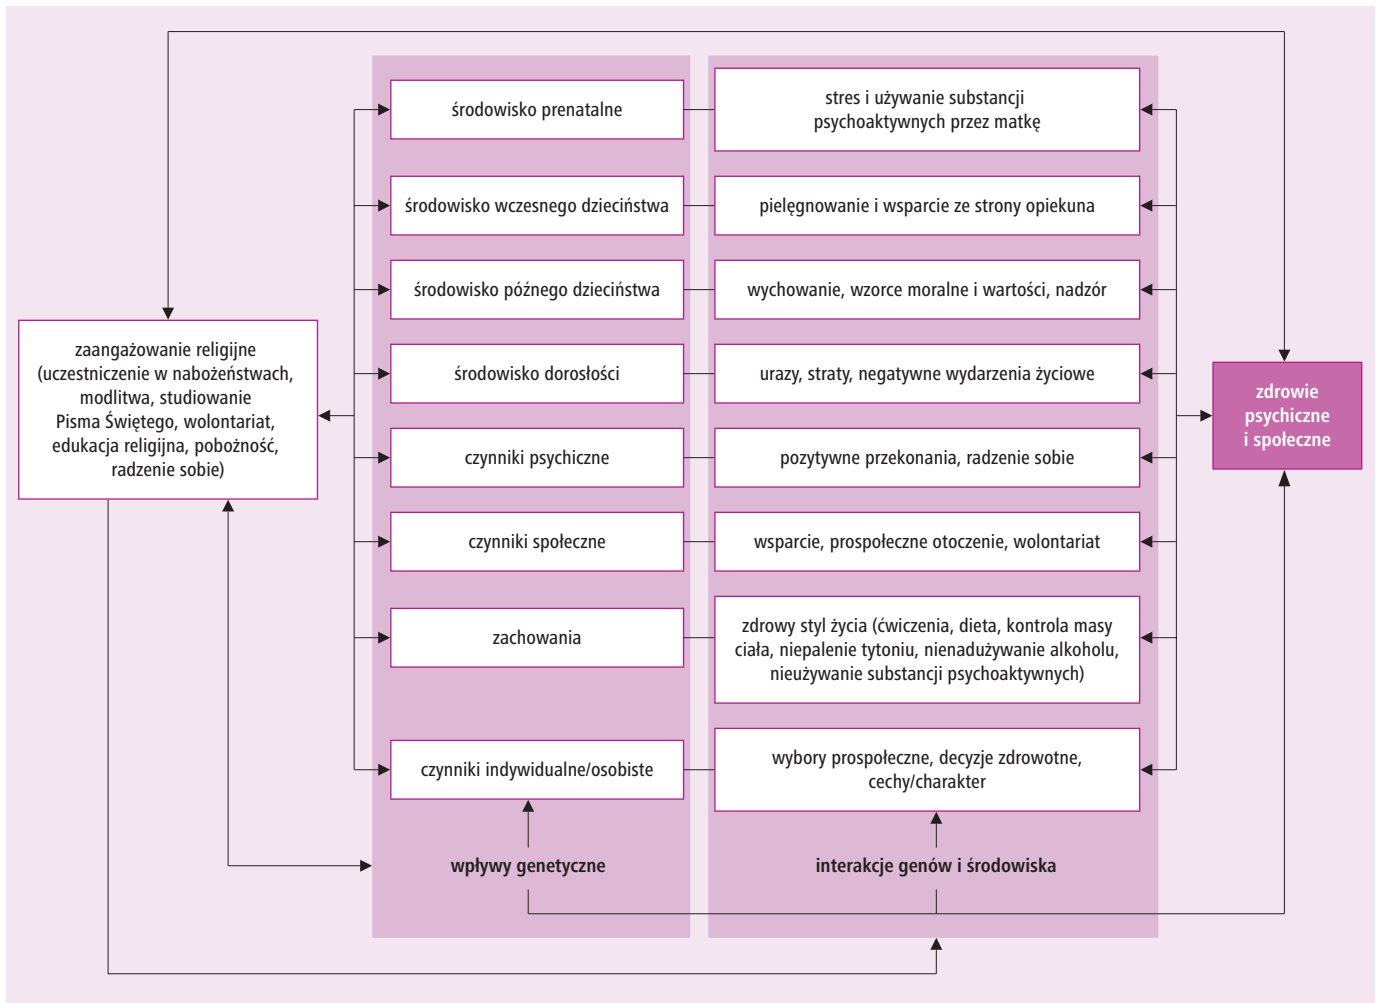 środowisko prenatalne
stres i używanie substancji
psychoaktywnych przez matkę
środowisko wczesnego dzieciństwa
pielęgnowanie i wsparcie ze strony opiekuna
środowisko późnego dzieciństwa
wychowanie, wzorce moralne i wartości, nadzór
zaangażowanie religijne
(uczestniczenie w nabożeństwach,
modlitwa, studiowanie
Pisma Świętego, wolontariat,
edukacja religijna, pobożność,
radzenie sobie)
środowisko dorosłości
urazy, straty, negatywne wydarzenia życiowe
zdrowie
psychiczne
i społeczne
czynniki psychiczne
pozytywne przekonania, radzenie sobie
czynniki społeczne
wsparcie, prospołeczne otoczenie, wolontariat
zachowania
zdrowy styl życia (ćwiczenia, dieta, kontrola masy
ciała, niepalenie tytoniu, nienadużywanie alkoholu,
nieużywanie substancji psychoaktywnych)
czynniki indywidualne/osobiste
wybory prospołeczne, decyzje zdrowotne,
cechy/charakter
wpływy genetyczne
interakcje genów i środowiska